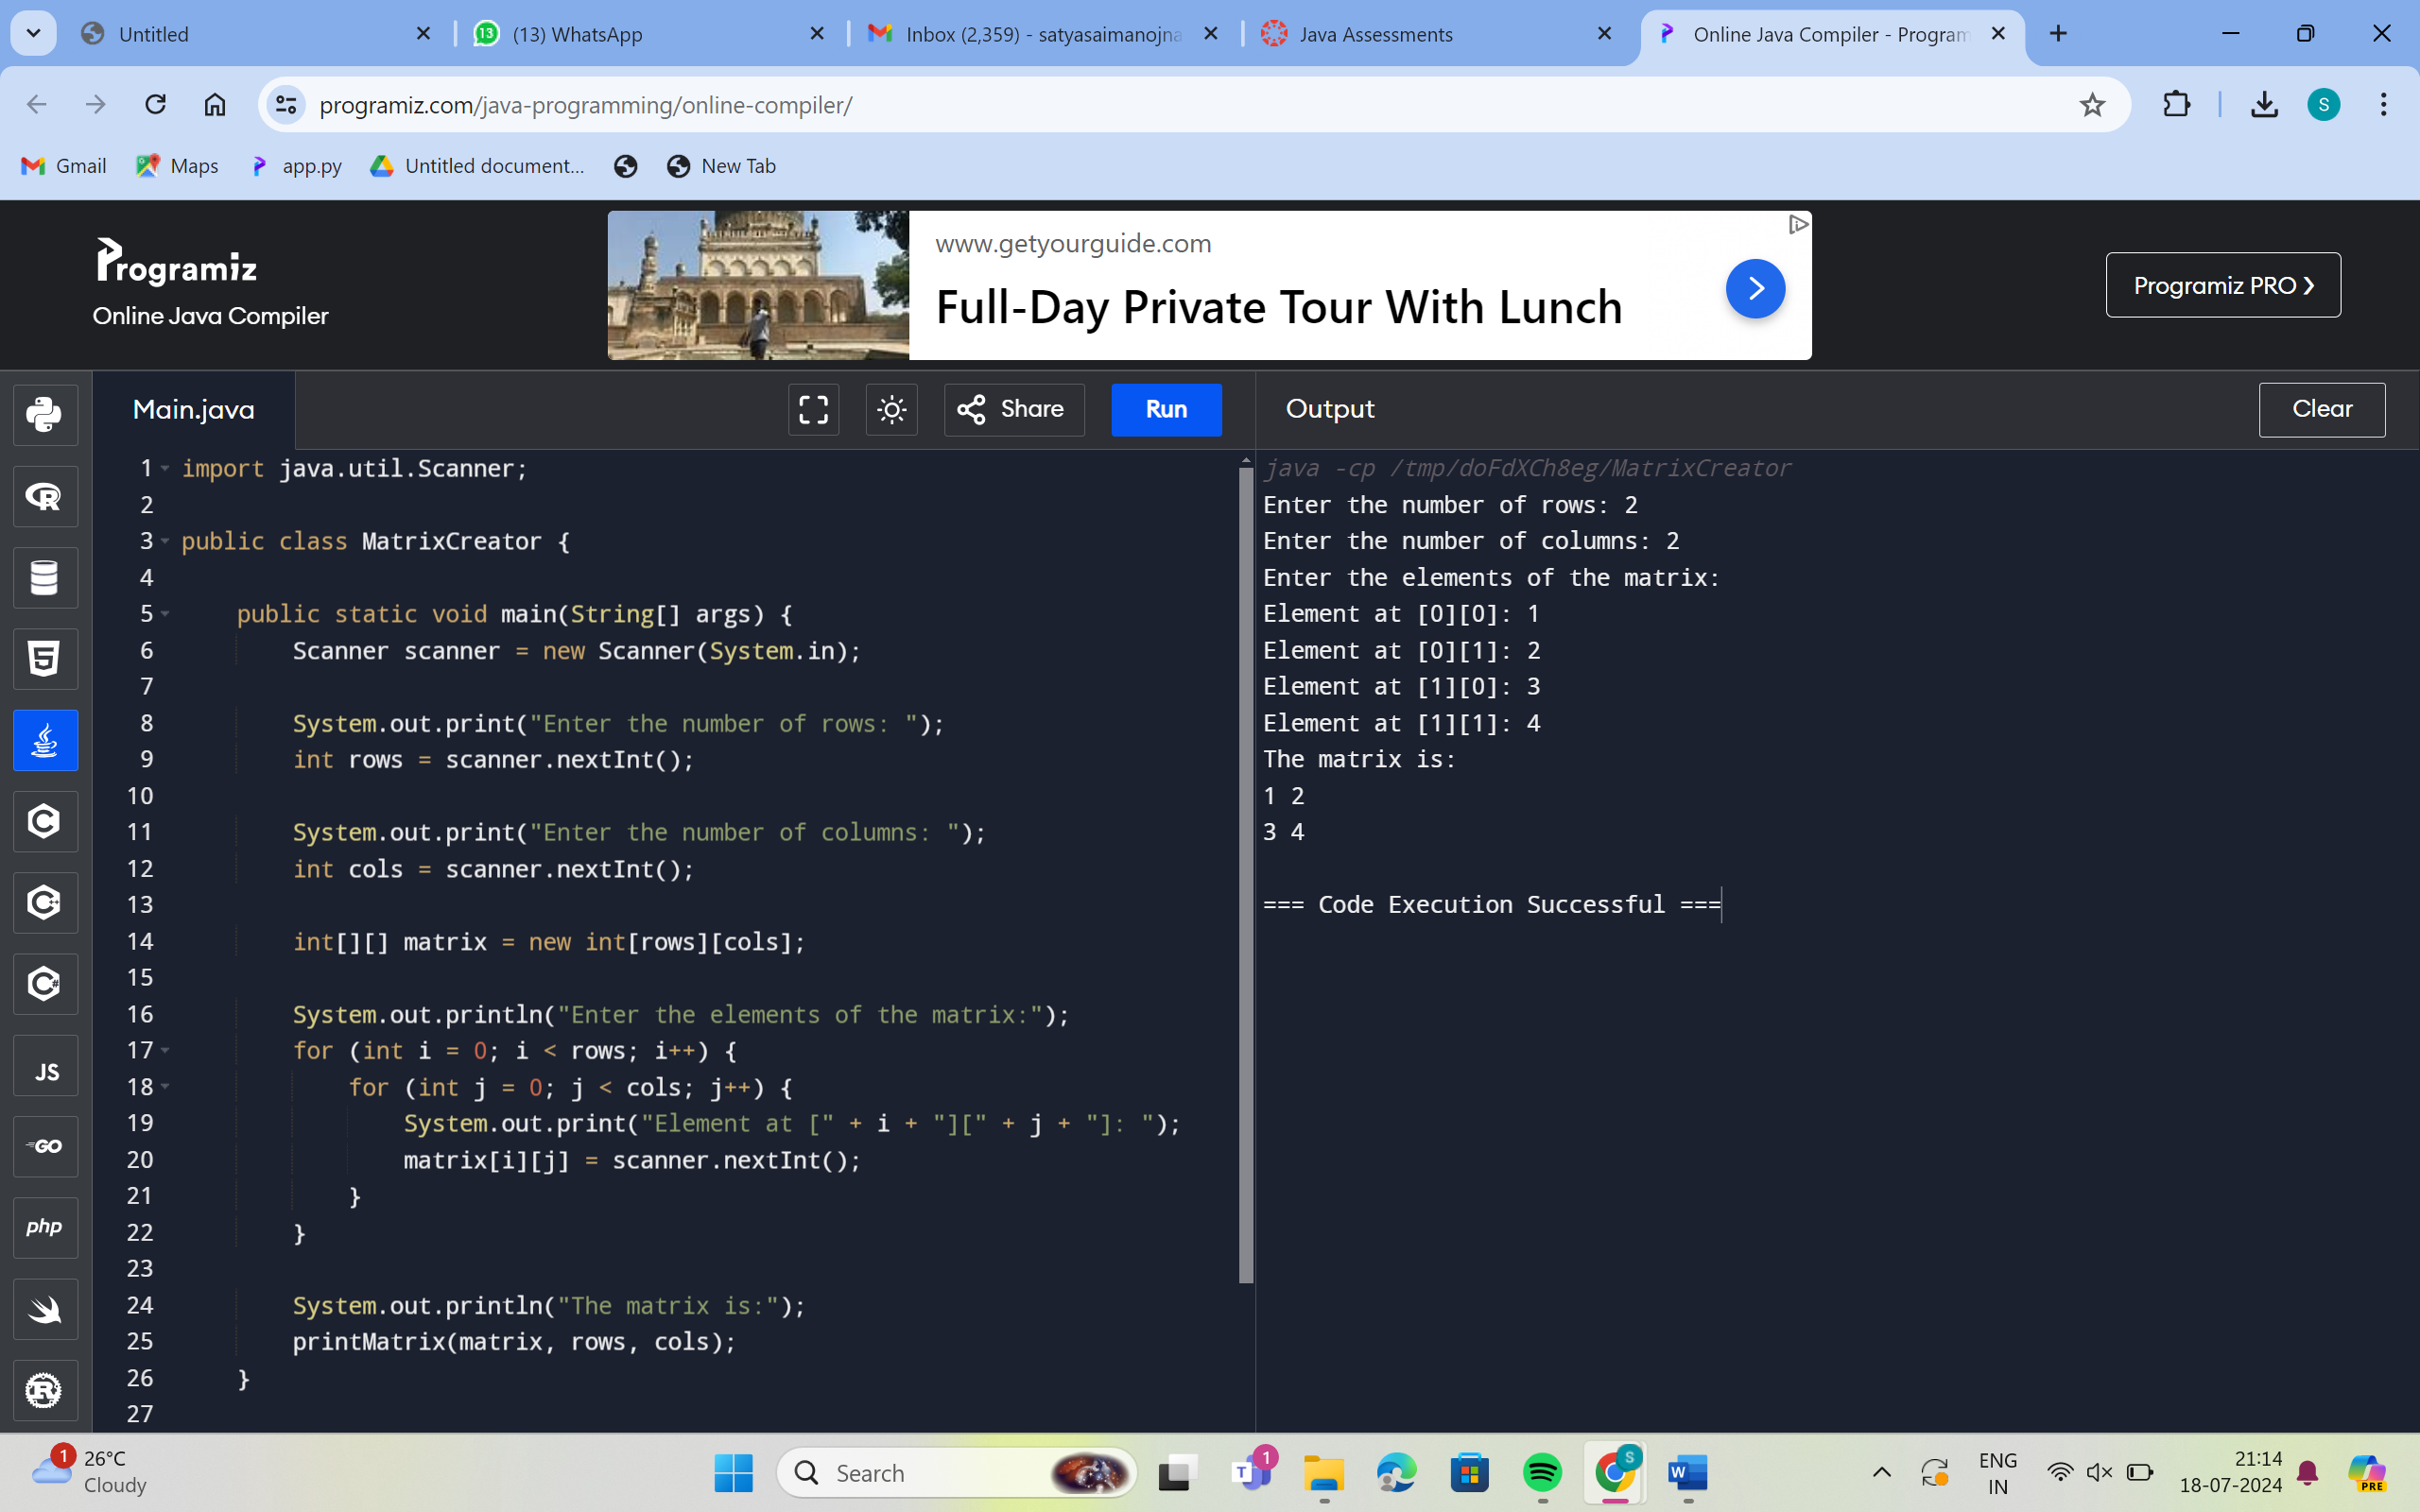 Untitled
(13) WhatsApp
Inbox (2,359) - satyasaimanojna
Java Assessments
Online Java Compiler - Program
programiz.com/java-programming/online-compiler/
S
Gmail
Maps
app.py
Untitled document...
New Tab
Programiz
Online Java Compiler
www.getyourguide.com
Full-Day Private Tour With Lunch
Programiz PRO ❯
Main.java
Share
Run
Output
Clear
1 import java.util.Scanner;
2
3 public class MatrixCreator {
4
5 public static void main(String[] args) {
6 Scanner scanner = new Scanner(System.in);
7
8 System.out.print("Enter the number of rows: ");
9 int rows = scanner.nextInt();
10
11 System.out.print("Enter the number of columns: ");
12 int cols = scanner.nextInt();
13
14 int[][] matrix = new int[rows][cols];
15
16 System.out.println("Enter the elements of the matrix:");
17 for (int i = 0; i < rows; i++) {
18 for (int j = 0; j < cols; j++) {
19 System.out.print("Element at [" + i + "][" + j + "]: ");
20 matrix[i][j] = scanner.nextInt();
21 }
22 }
23
24 System.out.println("The matrix is:");
25 printMatrix(matrix, rows, cols);
26 }
27
java -cp /tmp/doFdXCh8eg/MatrixCreator
Enter the number of rows: 2
Enter the number of columns: 2
Enter the elements of the matrix:
Element at [0][0]: 1
Element at [0][1]: 2
Element at [1][0]: 3
Element at [1][1]: 4
The matrix is:
1 2
3 4
=== Code Execution Successful ===
JS
GO
php
1
26°C
Cloudy
Search
1
S
ENG
IN
21:14
18-07-2024
PRE